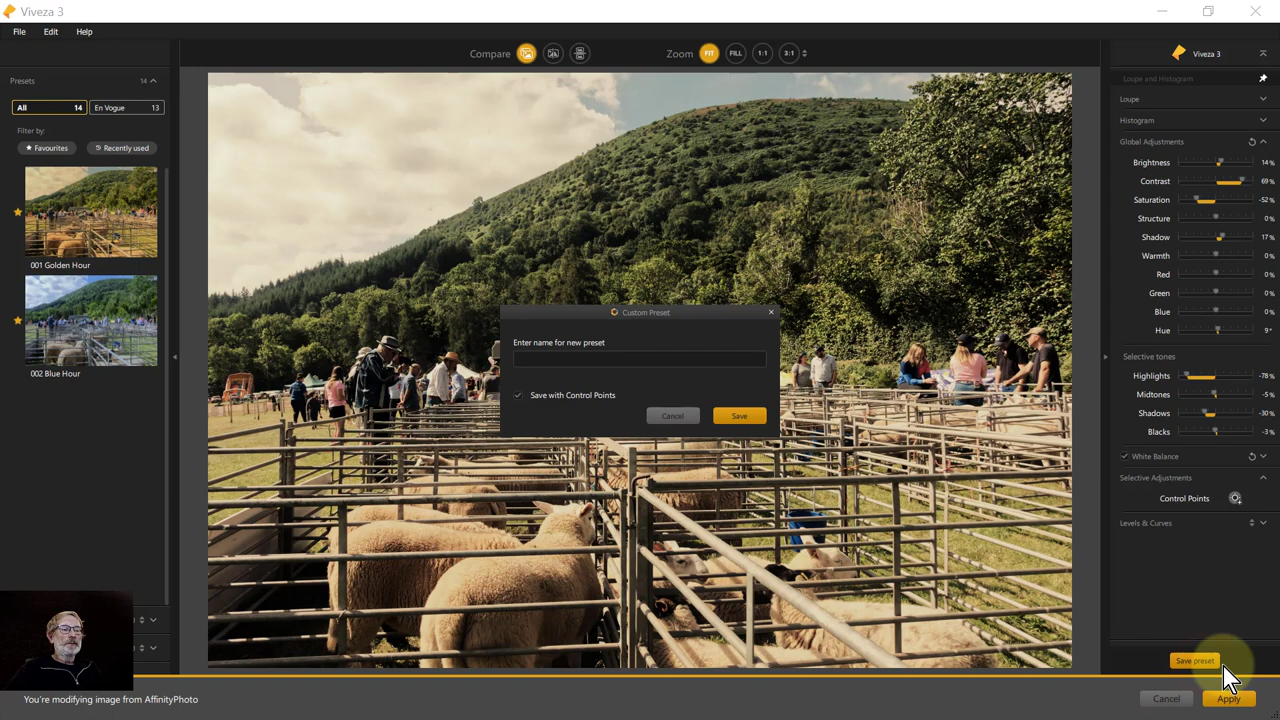 Viveza 3
File Edit Help
Compare Zoom FIT FILL 1:1 3:1
Viveza 3
Presets 14
All 14 En Vogue 13
Filter by:
Favourites Recently used
001 Golden Hour
002 Blue Hour
Loupe and Histogram
Loupe
Histogram
Global Adjustments
Brightness 14%
Contrast 69%
Saturation -52%
Structure 0%
Shadow 17%
Warmth 0%
Red 0%
Green 0%
Blue 0%
Hue 9°
Selective tones
Highlights -78%
Midtones -5%
Shadows -30%
Blacks -3%
White Balance
Selective Adjustments
Control Points
Levels & Curves
Custom Preset
Enter name for new preset
Save with Control Points
Cancel Save
Save preset
You're modifying image from AffinityPhoto
Cancel Apply